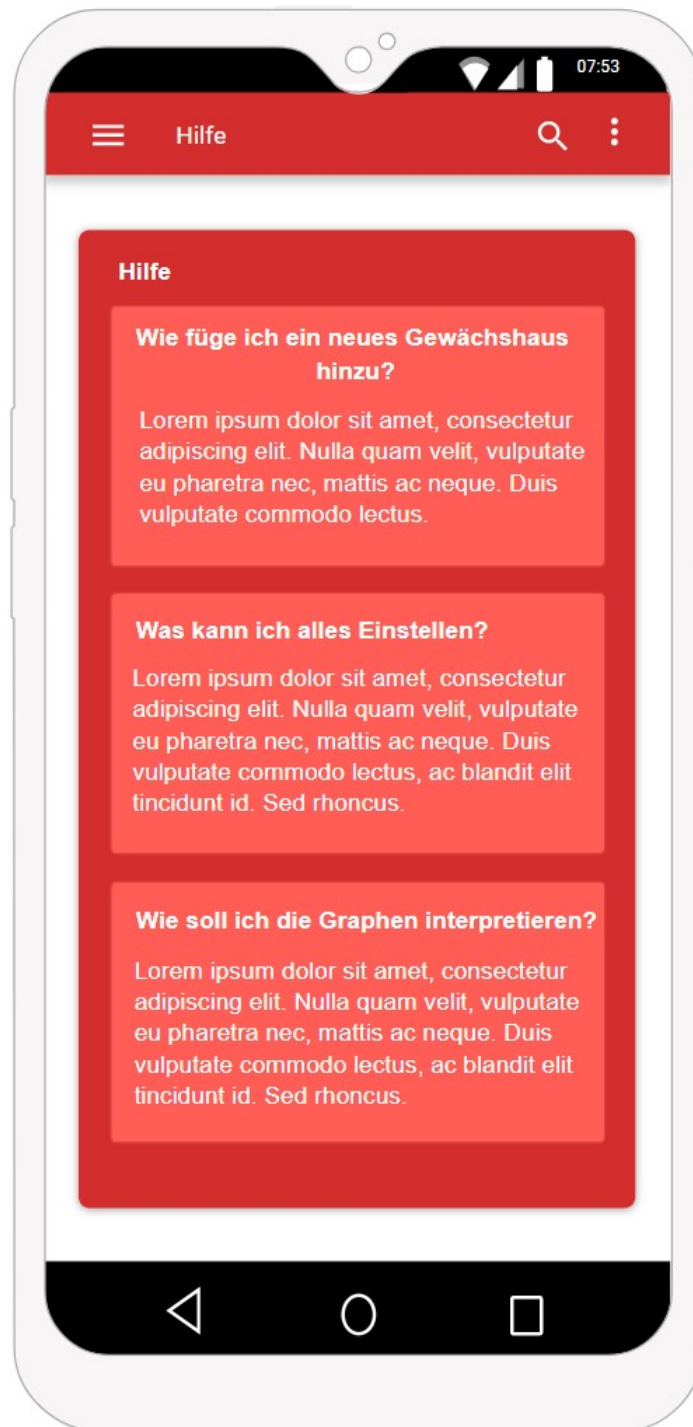 07:53
Hilfe
Hilfe
Wie füge ich ein neues Gewächshaus
hinzu?
Lorem ipsum dolor sit amet, consectetur
adipiscing elit. Nulla quam velit, vulputate
eu pharetra nec, mattis ac neque. Duis
vulputate commodo lectus.
Was kann ich alles Einstellen?
Lorem ipsum dolor sit amet, consectetur
adipiscing elit. Nulla quam velit, vulputate
eu pharetra nec, mattis ac neque. Duis
vulputate commodo lectus, ac blandit elit
tincidunt id. Sed rhoncus.
Wie soll ich die Graphen interpretieren?
Lorem ipsum dolor sit amet, consectetur
adipiscing elit. Nulla quam velit, vulputate
eu pharetra nec, mattis ac neque. Duis
vulputate commodo lectus, ac blandit elit
tincidunt id. Sed rhoncus.